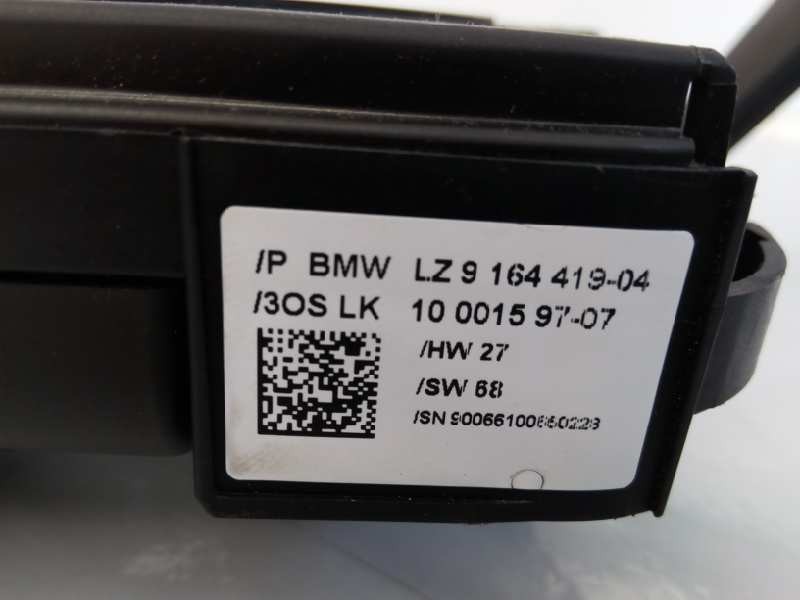 /P BMW LZ 9 164 419-04
/3OS LK 10 0015 97-07
/HW 27
/SW 68
/SN 90066100660228